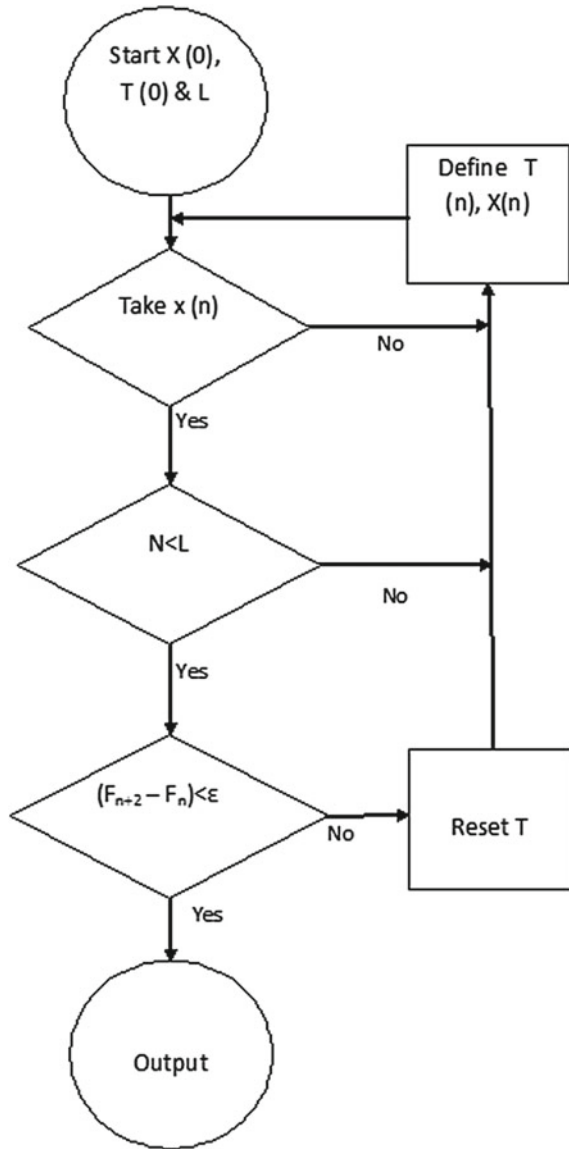 Start X (0),
T (0) & L
Define T
(n), X(n)
Take x (n)
No
Yes
N<L
No
Yes
(Fₙ₊₂ – Fₙ)<ε
No
Reset T
Yes
Output